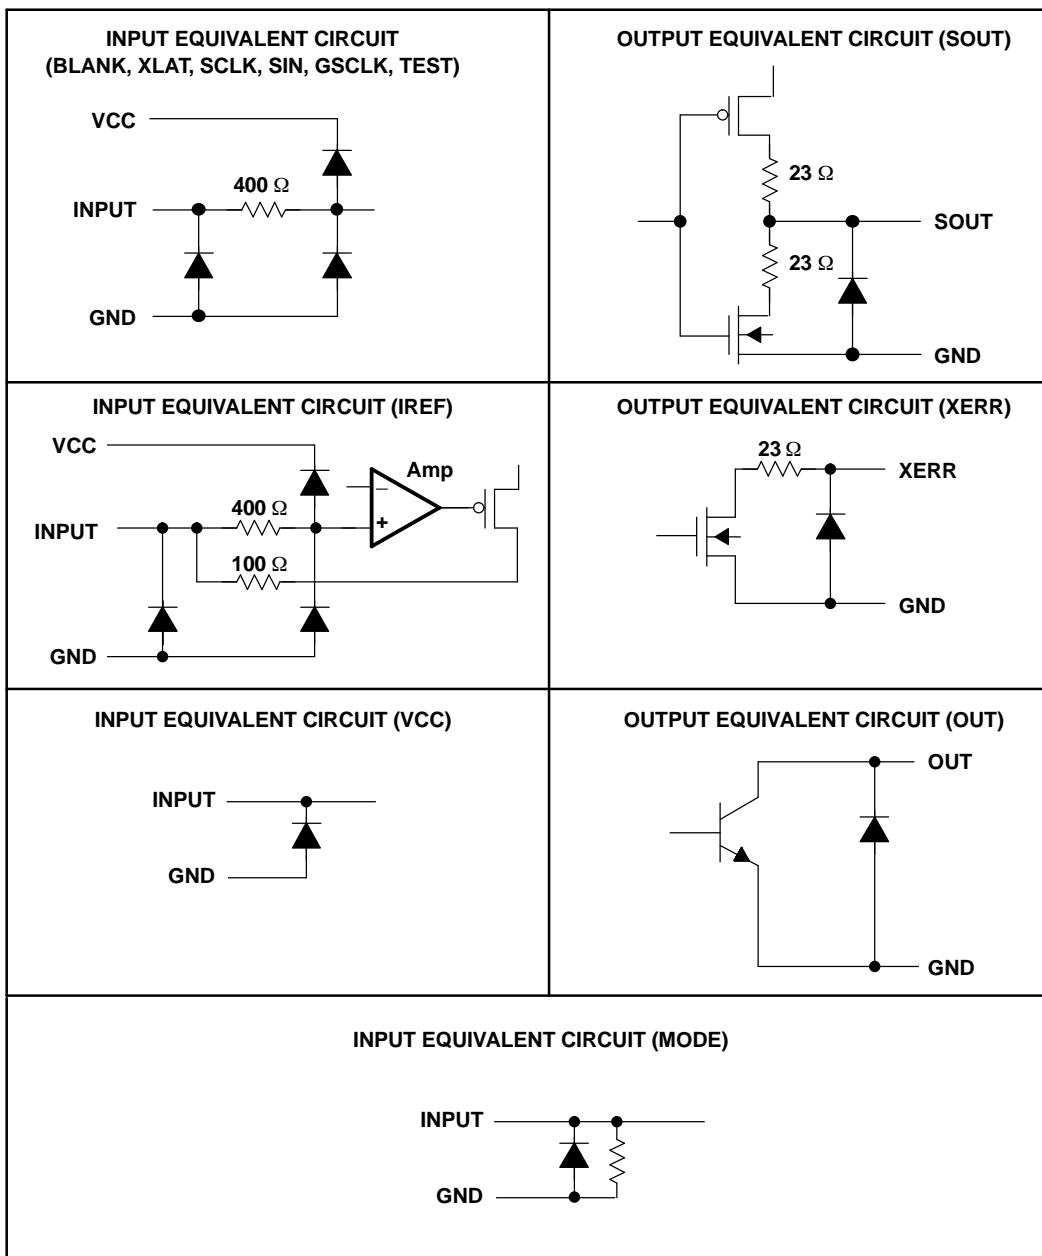 INPUT EQUIVALENT CIRCUIT
(BLANK, XLAT, SCLK, SIN, GSCLK, TEST)
VCC
400 Ω
INPUT
GND
OUTPUT EQUIVALENT CIRCUIT (SOUT)
23 Ω
SOUT
23 Ω
GND
INPUT EQUIVALENT CIRCUIT (IREF)
VCC
Amp
400 Ω
INPUT
100 Ω
GND
OUTPUT EQUIVALENT CIRCUIT (XERR)
23 Ω
XERR
GND
INPUT EQUIVALENT CIRCUIT (VCC)
INPUT
GND
OUTPUT EQUIVALENT CIRCUIT (OUT)
OUT
GND
INPUT EQUIVALENT CIRCUIT (MODE)
INPUT
GND